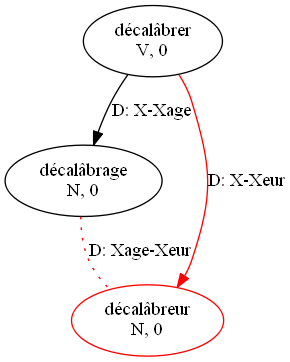 décalâbrer
V, 0
D: X-Xage
décalâbrage
N, 0
D: X-Xeur
D: Xage-Xeur
décalâbreur
N, 0